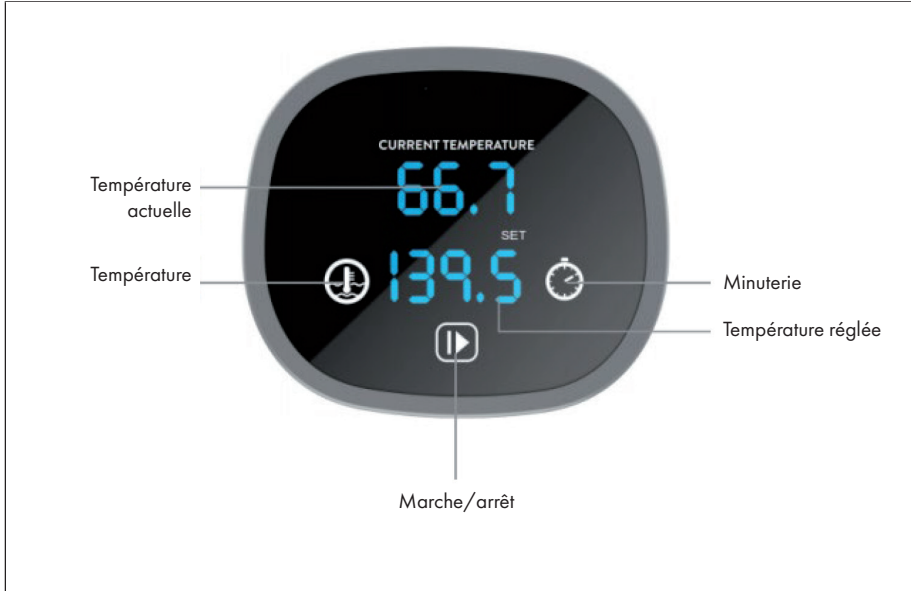 CURRENT TEMPERATURE
66.7
Température
actuelle
SET
139.5
Température
Minuterie
Température réglée
Marche/arrêt